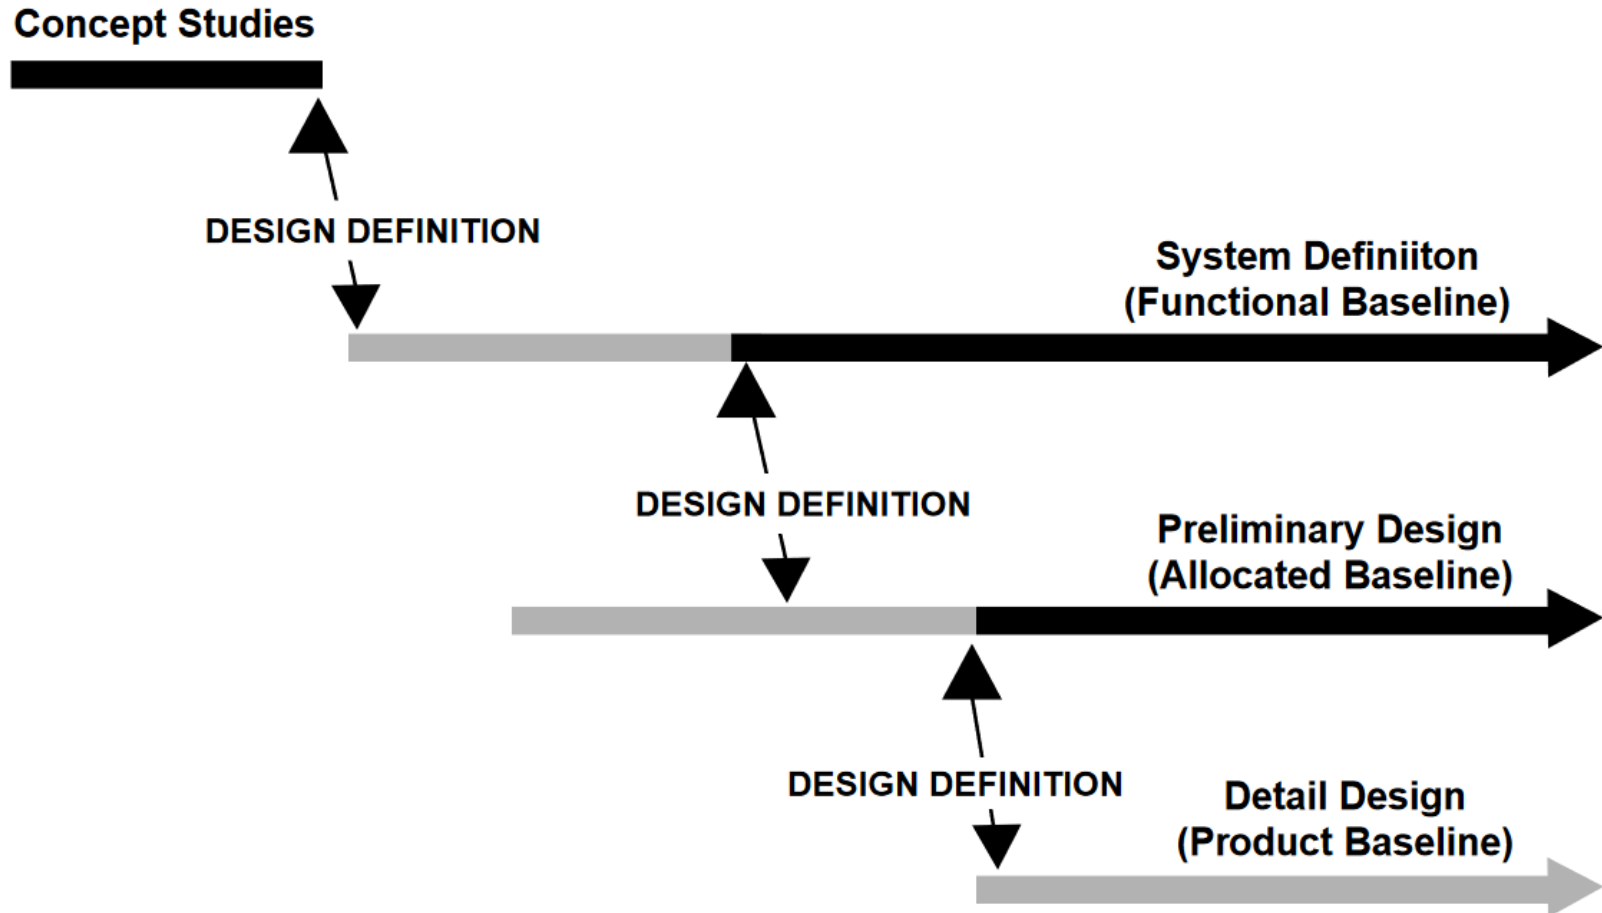 Concept Studies
DESIGN DEFINITION
System Definiiton
(Functional Baseline)
DESIGN DEFINITION
Preliminary Design
(Allocated Baseline)
DESIGN DEFINITION
Detail Design
(Product Baseline)